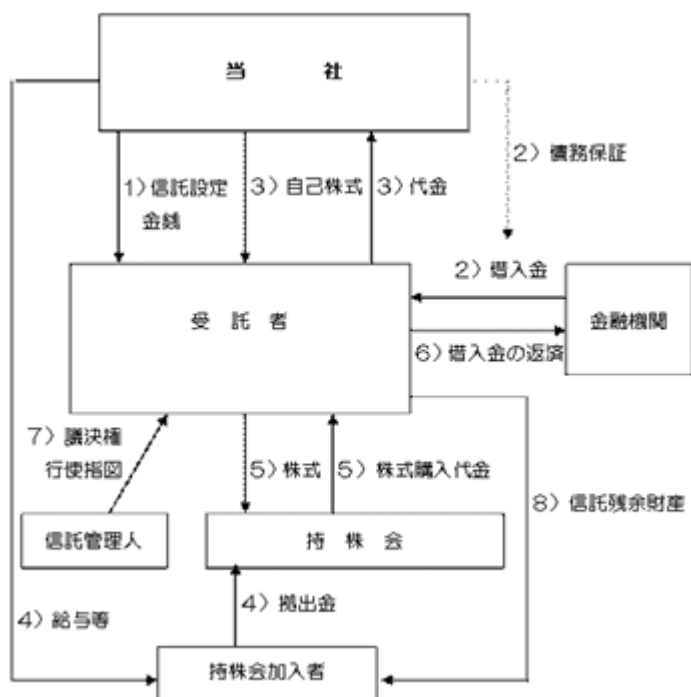 当　　社
2）債務保証
1）信託設定
金銭
3）自己株式
3）代金
2）借入金
受 託 者
金融機関
6）借入金の返済
7）議決権
行使指図
5）株式
5）株式購入代金
8）信託残余財産
信託管理人
持 株 会
4）給与等
4）拠出金
持株会加入者